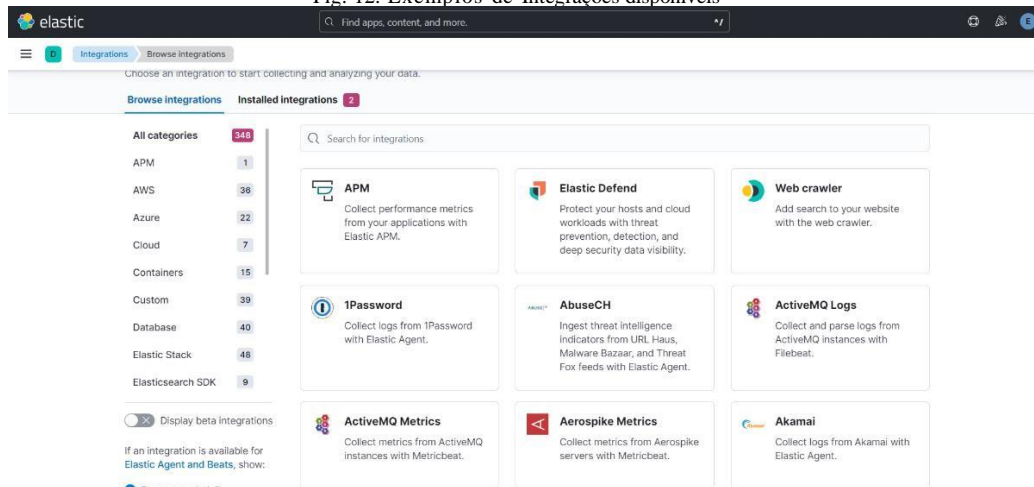 Fig. 12. Exemplos de Integrações disponíveis
elastic
Find apps, content, and more.
*/
E
D
Integrations
Browse integrations
Choose an integration to start collecting and analyzing your data.
Browse integrations
Installed integrations 2
All categories 348
APM 1
AWS 36
Azure 22
Cloud 7
Containers 15
Custom 39
Database 40
Elastic Stack 48
Elasticsearch SDK 9
Display beta integrations
If an integration is available for
Elastic Agent and Beats, show:
Search for integrations
APM
Collect performance metrics
from your applications with
Elastic APM.
Elastic Defend
Protect your hosts and cloud
workloads with threat
prevention, detection, and
deep security data visibility.
Web crawler
Add search to your website
with the web crawler.
1Password
Collect logs from 1Password
with Elastic Agent.
AbuseCH
Ingest threat intelligence
indicators from URL Haus,
Malware Bazaar, and Threat
Fox feeds with Elastic Agent.
ActiveMQ Logs
Collect and parse logs from
ActiveMQ instances with
Filebeat.
ActiveMQ Metrics
Collect metrics from ActiveMQ
instances with Metricbeat.
Aerospike Metrics
Collect metrics from Aerospike
servers with Metricbeat.
Akamai
Collect logs from Akamai with
Elastic Agent.